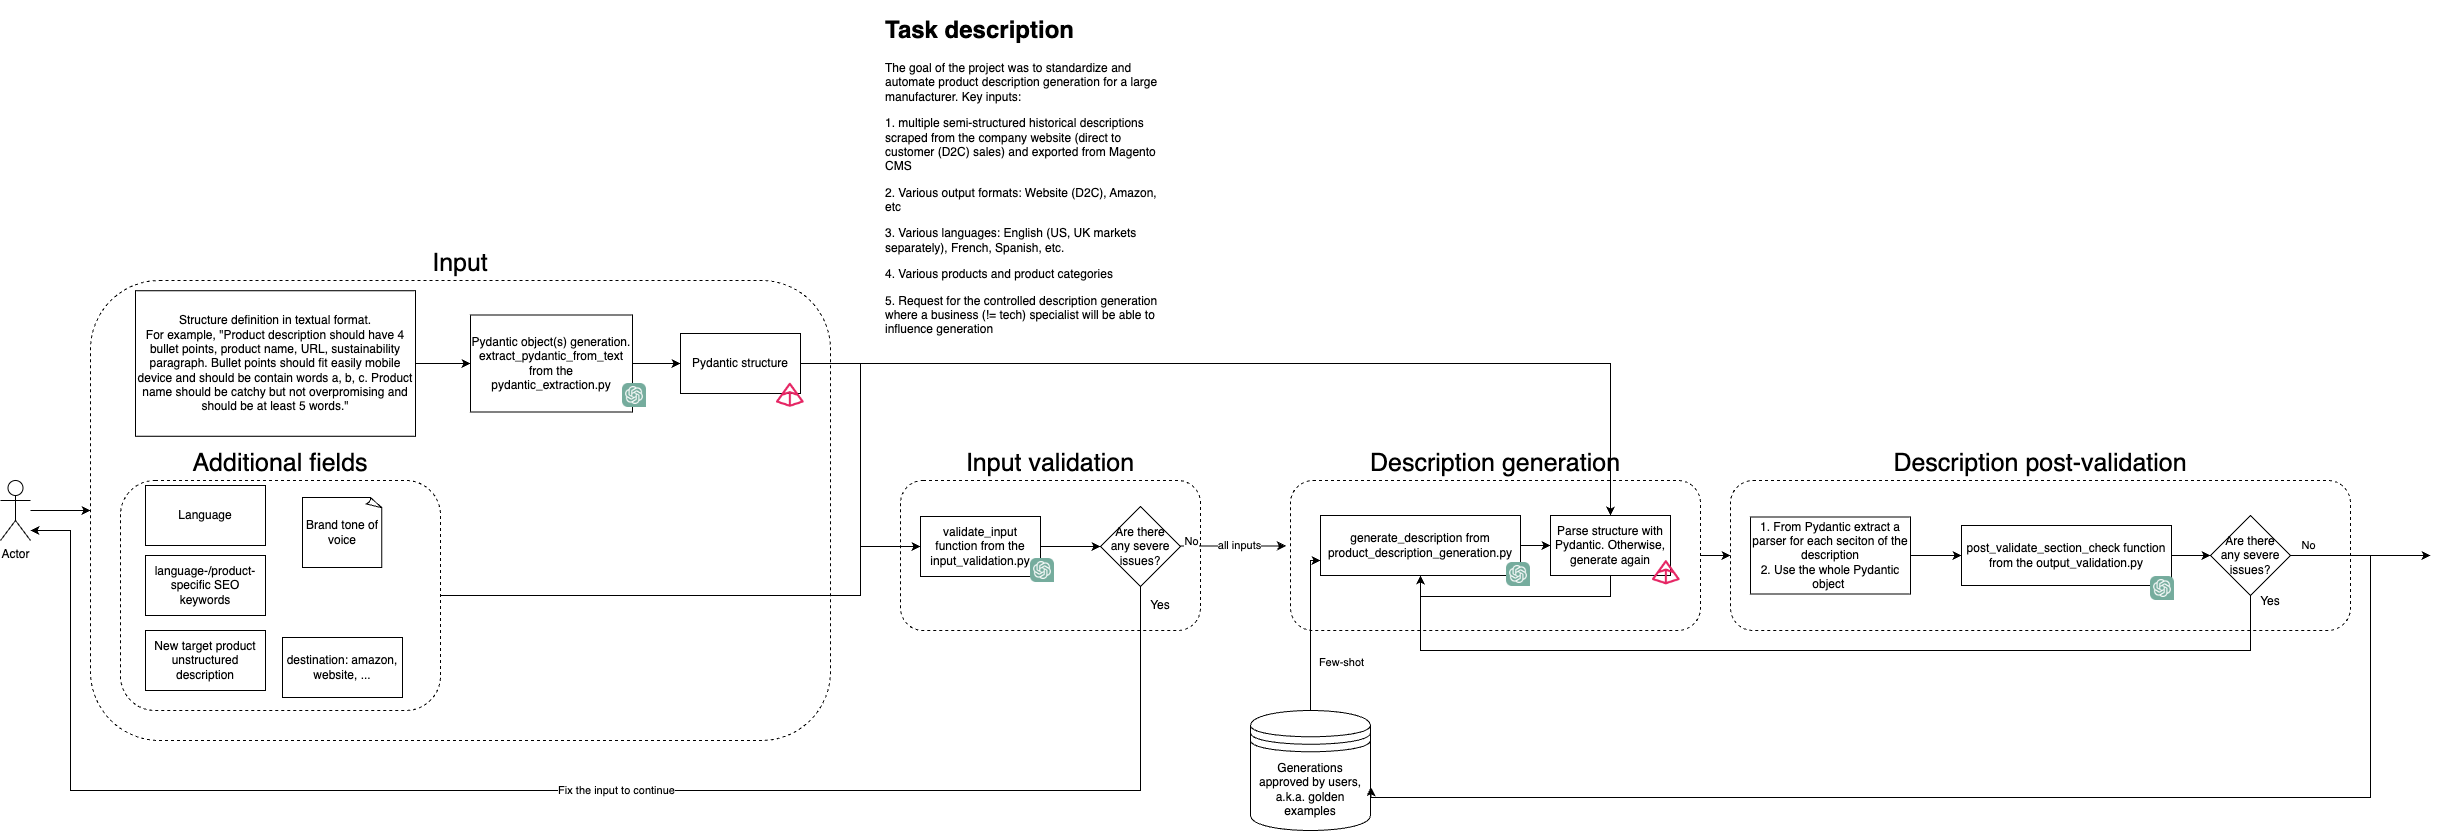 Task description
The goal of the project was to standardize and
automate product description generation for a large
manufacturer. Key inputs:
1. multiple semi-structured historical descriptions
scraped from the company website (direct to
customer (D2C) sales) and exported from Magento
CMS
2. Various output formats: Website (D2C), Amazon,
etc
3. Various languages: English (US, UK markets
separately), French, Spanish, etc.
4. Various products and product categories
5. Request for the controlled description generation
where a business (!= tech) specialist will be able to
influence generation
Input
Structure definition in textual format.
For example, "Product description should have 4
bullet points, product name, URL, sustainability
paragraph. Bullet points should fit easily mobile
device and should be contain words a, b, c. Product
name should be catchy but not overpromising and
should be at least 5 words."
Pydantic object(s) generation.
extract_pydantic_from_text
from the
pydantic_extraction.py
Pydantic structure
Additional fields
Language
Brand tone of
voice
language-/product-
specific SEO
keywords
New target product
unstructured
description
destination: amazon,
website, ...
Actor
Input validation
validate_input
function from the
input_validation.py
Are there
any severe
issues?
No
all inputs
Yes
Fix the input to continue
Description generation
generate_description from
product_description_generation.py
Parse structure with
Pydantic. Otherwise,
generate again
Few-shot
Generations
approved by users,
a.k.a. golden
examples
Description post-validation
1. From Pydantic extract a
parser for each seciton of the
description
2. Use the whole Pydantic
object
post_validate_section_check function
from the output_validation.py
Are there
any severe
issues?
No
Yes